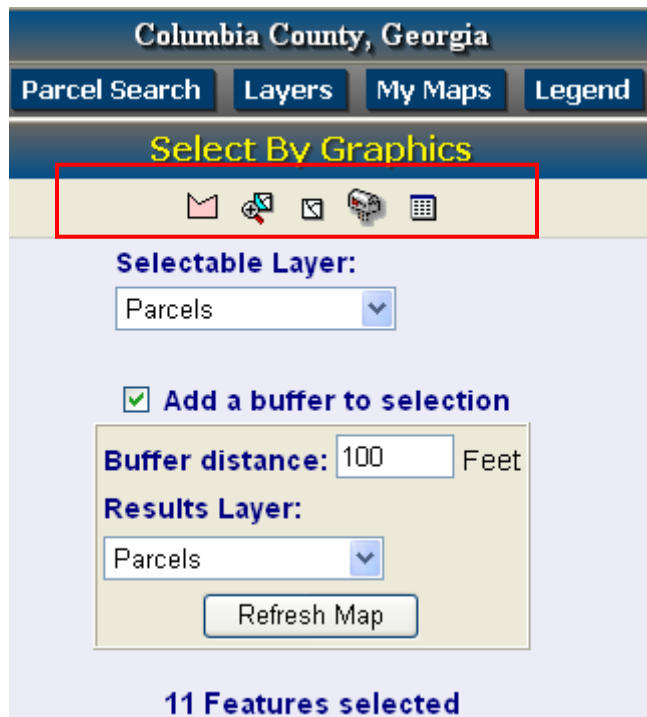 Columbia County, Georgia
Parcel Search Layers My Maps Legend
Select By Graphics
Selectable Layer:
Parcels
Add a buffer to selection
Buffer distance: 100 Feet
Results Layer:
Parcels
Refresh Map
11 Features selected